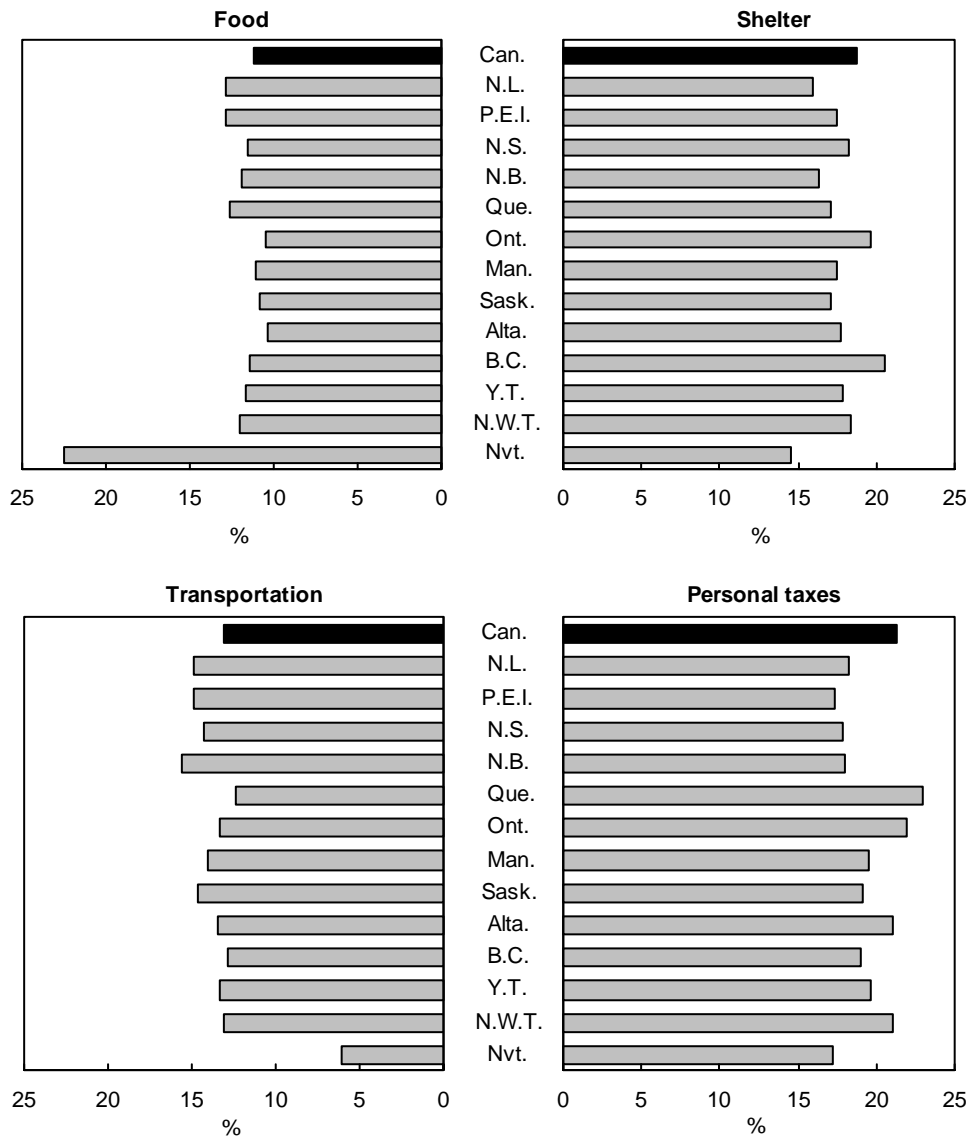 Food Shelter
Can.
N.L.
P.E.I.
N.S.
N.B.
Que.
Ont.
Man.
Sask.
Alta.
B.C.
Y.T.
N.W.T.
Nvt.
25 20 15 10 5 0 0 5 10 15 20 25
% %
Transportation Personal taxes
Can.
N.L.
P.E.I.
N.S.
N.B.
Que.
Ont.
Man.
Sask.
Alta.
B.C.
Y.T.
N.W.T.
Nvt.
25 20 15 10 5 0 0 5 10 15 20 25
% %